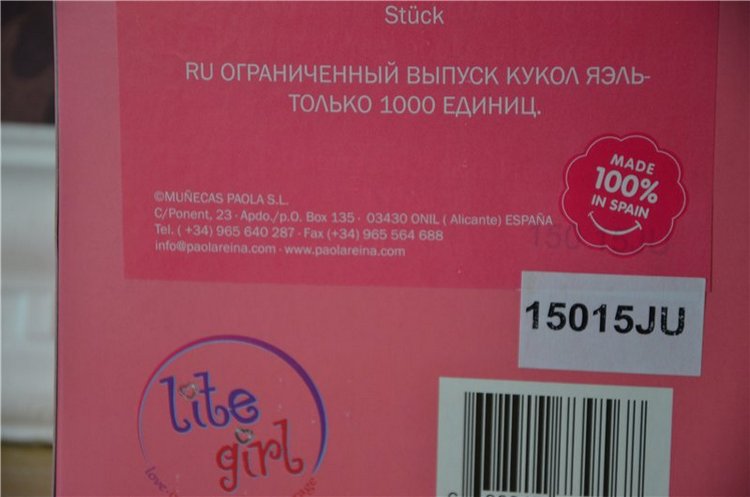 Stück
RU ОГРАНИЧЕННЫЙ ВЫПУСК КУКОЛ ЯЭЛЬ-
ТОЛЬКО 1000 ЕДИНИЦ.
MADE
100%
IN SPAIN
©MUÑECAS PAOLA S.L.
C/Ponent, 23 · Apdo./p.O. Box 135 · 03430 ONIL ( Alicante) ESPAÑA
Tel. ( +34) 965 640 287 · Fax (+34) 965 564 688
info@paolareina.com · www.paolareina.com
15015JU
lite
girl